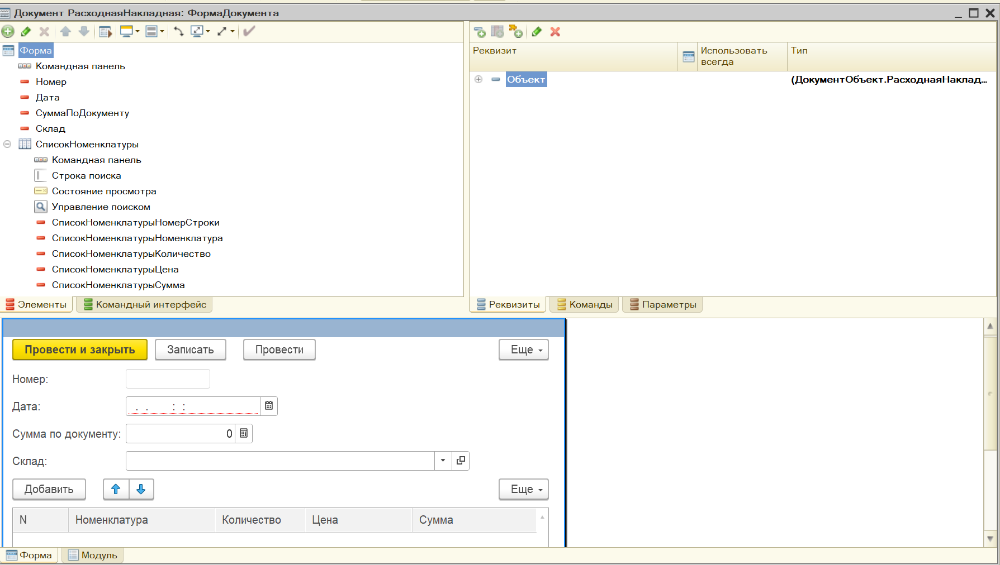 Документ РасходнаяНакладная: ФормаДокумента
Форма
Командная панель
Номер
Дата
СуммаПоДокументу
Склад
СписокНоменклатуры
Командная панель
Строка поиска
Состояние просмотра
Управление поиском
СписокНоменклатурыНомерСтроки
СписокНоменклатурыНоменклатура
СписокНоменклатурыКоличество
СписокНоменклатурыЦена
СписокНоменклатурыСумма
Элементы Командный интерфейс
Реквизит Использовать всегда Тип
Объект (ДокументОбъект.РасходнаяНаклад...
Реквизиты Команды Параметры
Провести и закрыть Записать Провести Еще
Номер:
Дата: . . : :
Сумма по документу: 0
Склад:
Добавить Еще
N Номенклатура Количество Цена Сумма
Форма Модуль